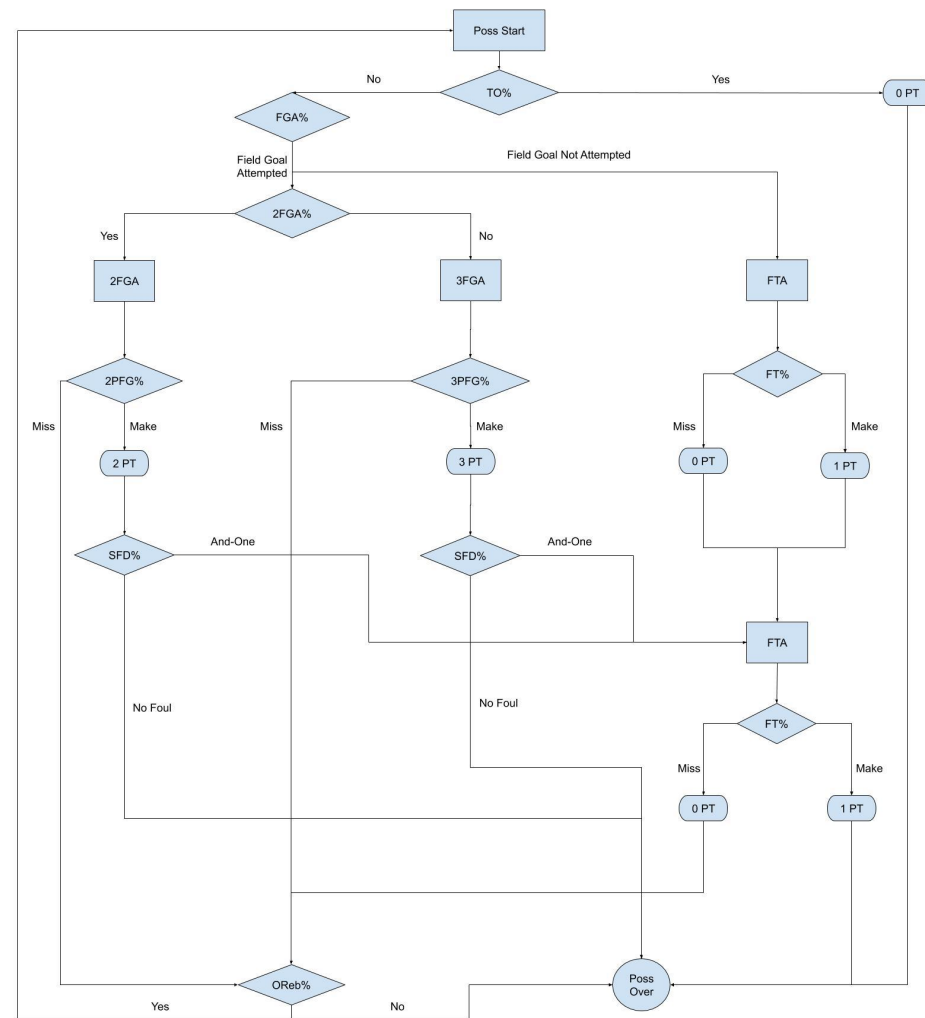 Poss Start
No
Yes
TO%
0 PT
FGA%
Field Goal
Attempted
Field Goal Not Attempted
2FGA%
Yes
No
2FGA
3FGA
FTA
2PFG%
3PFG%
FT%
Miss
Make
Miss
Make
Miss
Make
2 PT
3 PT
0 PT
1 PT
SFD%
And-One
SFD%
And-One
FTA
No Foul
No Foul
FT%
Miss
Make
0 PT
1 PT
OReb%
Poss
Over
Yes
No